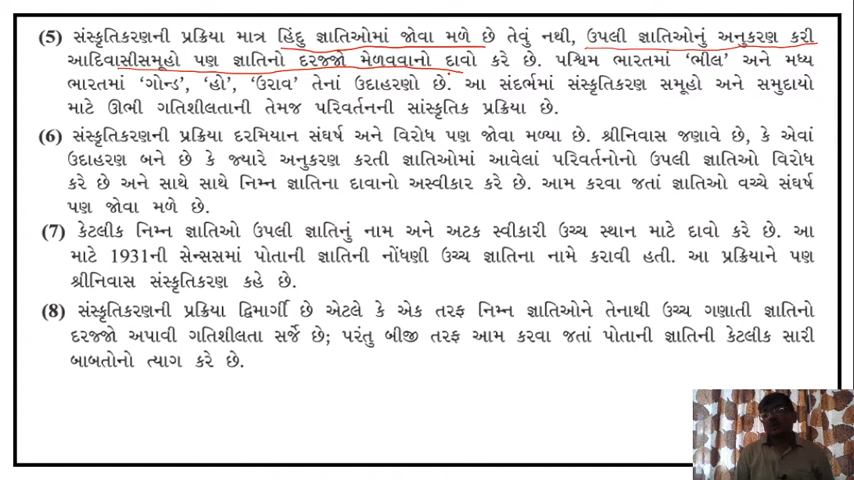 (5) સંસ્કૃતિકરણની પ્રક્રિયા માત્ર હિંદુ જ્ઞાતિઓમાં જોવા મળે છે તેવું નથી, ઉપલી જ્ઞાતિઓનું અનુકરણ કરી
આદિવાસીસમૂહો પણ જ્ઞાતિનો દરજ્જો મેળવવાનો દાવો કરે છે. પશ્ચિમ ભારતમાં ‘ભીલ’ અને મધ્ય
ભારતમાં ‘ગોન્ડ’, ‘હો’, ‘ઉરાવ’ તેનાં ઉદાહરણો છે. આ સંદર્ભમાં સંસ્કૃતિકરણ સમૂહો અને સમુદાયો
માટે ઊભી ગતિશીલતાની તેમજ પરિવર્તનની સાંસ્કૃતિક પ્રક્રિયા છે.
(6) સંસ્કૃતિકરણની પ્રક્રિયા દરમિયાન સંઘર્ષ અને વિરોધ પણ જોવા મળ્યા છે. શ્રીનિવાસ જણાવે છે, કે એવાં
ઉદાહરણ બને છે કે જ્યારે અનુકરણ કરતી જ્ઞાતિઓમાં આવેલાં પરિવર્તનોનો ઉપલી જ્ઞાતિઓ વિરોધ
કરે છે અને સાથે સાથે નિમ્ન જ્ઞાતિના દાવાનો અસ્વીકાર કરે છે. આમ કરવા જતાં જ્ઞાતિઓ વચ્ચે સંઘર્ષ
પણ જોવા મળે છે.
(7) કેટલીક નિમ્ન જ્ઞાતિઓ ઉપલી જ્ઞાતિનું નામ અને અટક સ્વીકારી ઉચ્ચ સ્થાન માટે દાવો કરે છે. આ
માટે 1931ની સેન્સસમાં પોતાની જ્ઞાતિની નોંધણી ઉચ્ચ જ્ઞાતિના નામે કરાવી હતી. આ પ્રક્રિયાને પણ
શ્રીનિવાસ સંસ્કૃતિકરણ કહે છે.
(8) સંસ્કૃતિકરણની પ્રક્રિયા દ્વિમાર્ગી છે એટલે કે એક તરફ નિમ્ન જ્ઞાતિઓને તેનાથી ઉચ્ચ ગણાતી જ્ઞાતિનો
દરજ્જો અપાવી ગતિશીલતા સર્જે છે; પરંતુ બીજી તરફ આમ કરવા જતાં પોતાની જ્ઞાતિની કેટલીક સારી
બાબતોનો ત્યાગ કરે છે.